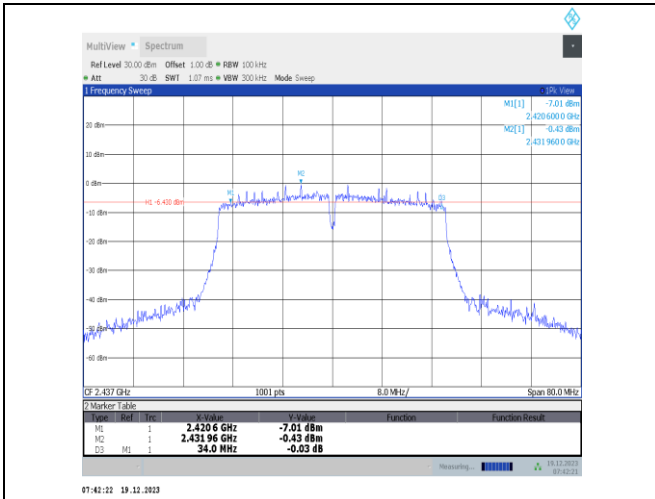 MultiView Spectrum
Ref Level 30.00 dBm Offset 1.00 dB RBW 100 kHz
Att 30 dB SWT 1.07 ms VBW 300 kHz Mode Sweep
1 Frequency Sweep 1Pk View
M1[1] -7.01 dBm
2.420 600 0 GHz
M2[1] -0.43 dBm
2.431 960 0 GHz
20 dBm
10 dBm
M2
0 dBm
M1 D3
H1 -6.430 dBm
-10 dBm
-20 dBm
-30 dBm
-40 dBm
-50 dBm
-60 dBm
CF 2.437 GHz 1001 pts 8.0 MHz/ Span 80.0 MHz
2 Marker Table
Type Ref Trc X-Value Y-Value Function Function Result
M1 1 2.420 6 GHz -7.01 dBm
M2 1 2.431 96 GHz -0.43 dBm
D3 M1 1 34.0 MHz -0.03 dB
Measuring... 19.12.2023
07:42:21
07:42:22 19.12.2023